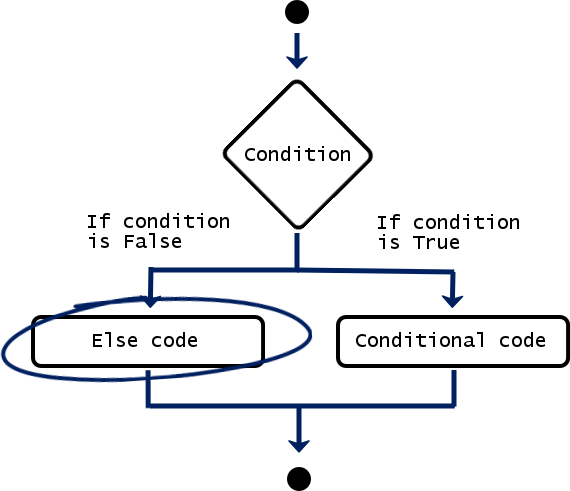 Condition
If condition
is False
If condition
is True
Else code
Conditional code